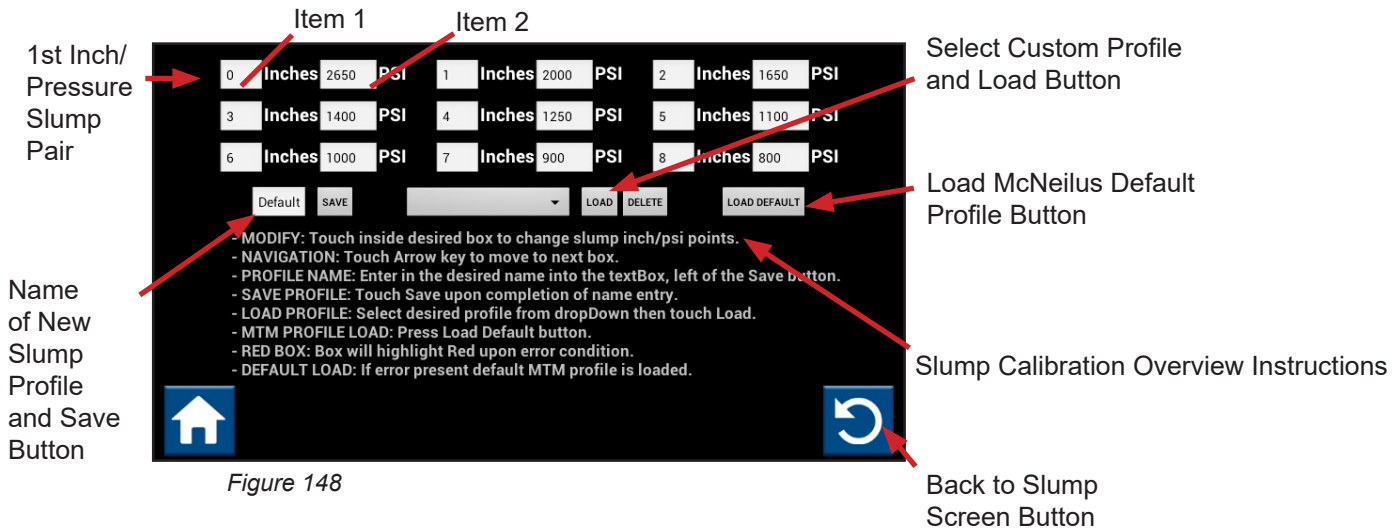 Item 1
Item 2
1st Inch/
Pressure
Slump
Pair
Select Custom Profile
and Load Button
0 Inches 2650 PSI 1 Inches 2000 PSI 2 Inches 1650 PSI
3 Inches 1400 PSI 4 Inches 1250 PSI 5 Inches 1100 PSI
6 Inches 1000 PSI 7 Inches 900 PSI 8 Inches 800 PSI
Default SAVE LOAD DELETE LOAD DEFAULT
Load McNeilus Default
Profile Button
- MODIFY: Touch inside desired box to change slump inch/psi points.
- NAVIGATION: Touch Arrow key to move to next box.
- PROFILE NAME: Enter in the desired name into the textBox, left of the Save button.
- SAVE PROFILE: Touch Save upon completion of name entry.
- LOAD PROFILE: Select desired profile from dropDown then touch Load.
- MTM PROFILE LOAD: Press Load Default button.
- RED BOX: Box will highlight Red upon error condition.
- DEFAULT LOAD: If error present default MTM profile is loaded.
Name
of New
Slump
Profile
and Save
Button
Slump Calibration Overview Instructions
Back to Slump
Screen Button
Figure 148